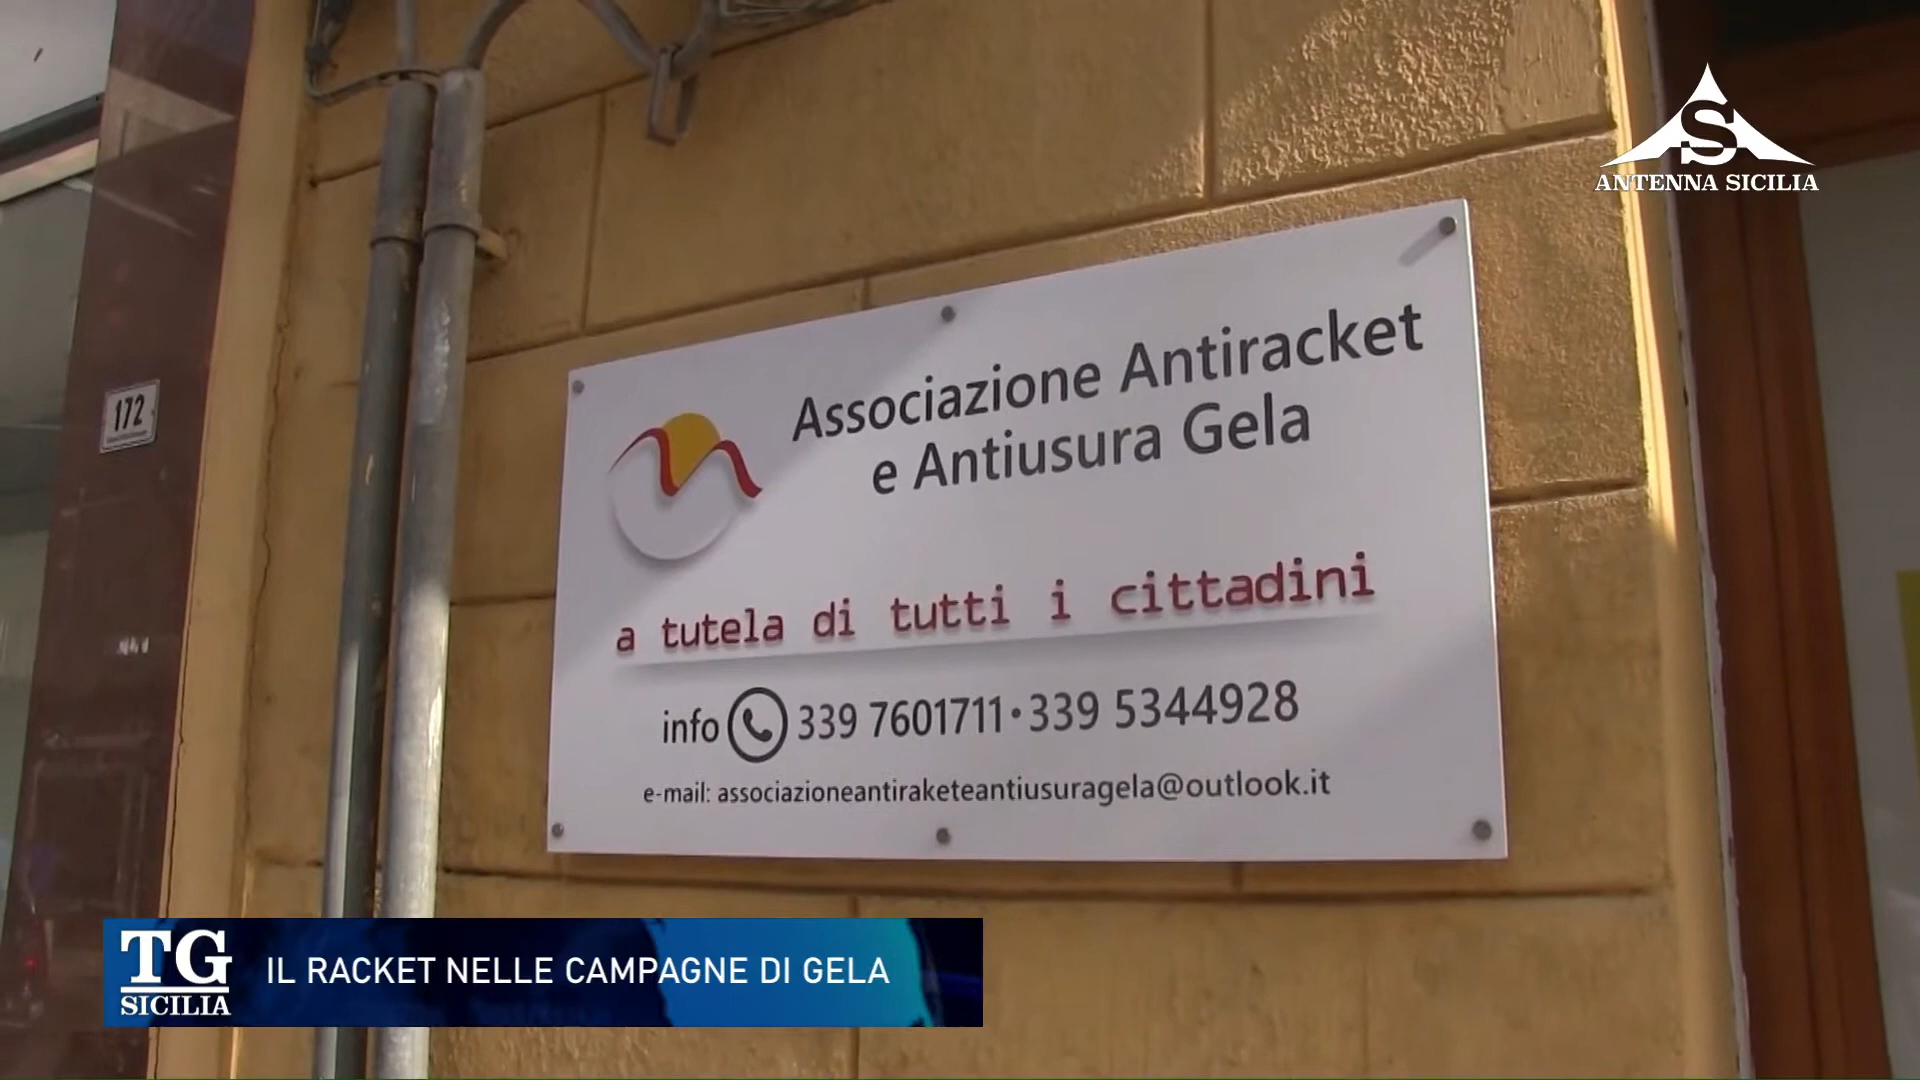 S
ANTENNA SICILIA
172
Associazione Antiracket
e Antiusura Gela
a tutela di tutti i cittadini
info 339 7601711 · 339 5344928
e-mail: associazioneantiraketeantiusuragela@outlook.it
TG
SICILIA
IL RACKET NELLE CAMPAGNE DI GELA